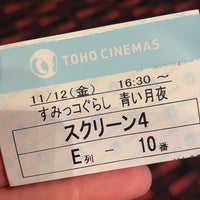 TOHO CINEMAS
11/12(金) 16:30～
すみっコぐらし 青い月夜
スクリーン4
E列 － 10番